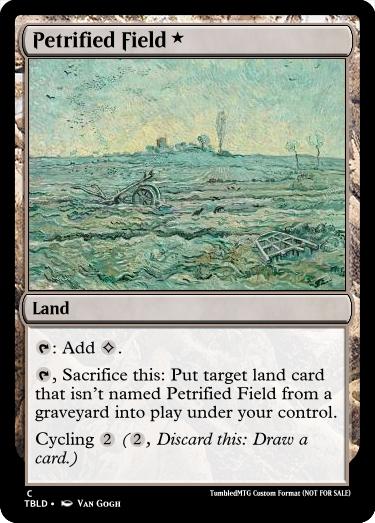 Petrified Field ★
Land
: Add .
, Sacrifice this: Put target land card
that isn't named Petrified Field from a
graveyard into play under your control.
Cycling 2 (2, Discard this: Draw a
card.)
C
TBLD • Van Gogh
TumbledMTG Custom Format (NOT FOR SALE)